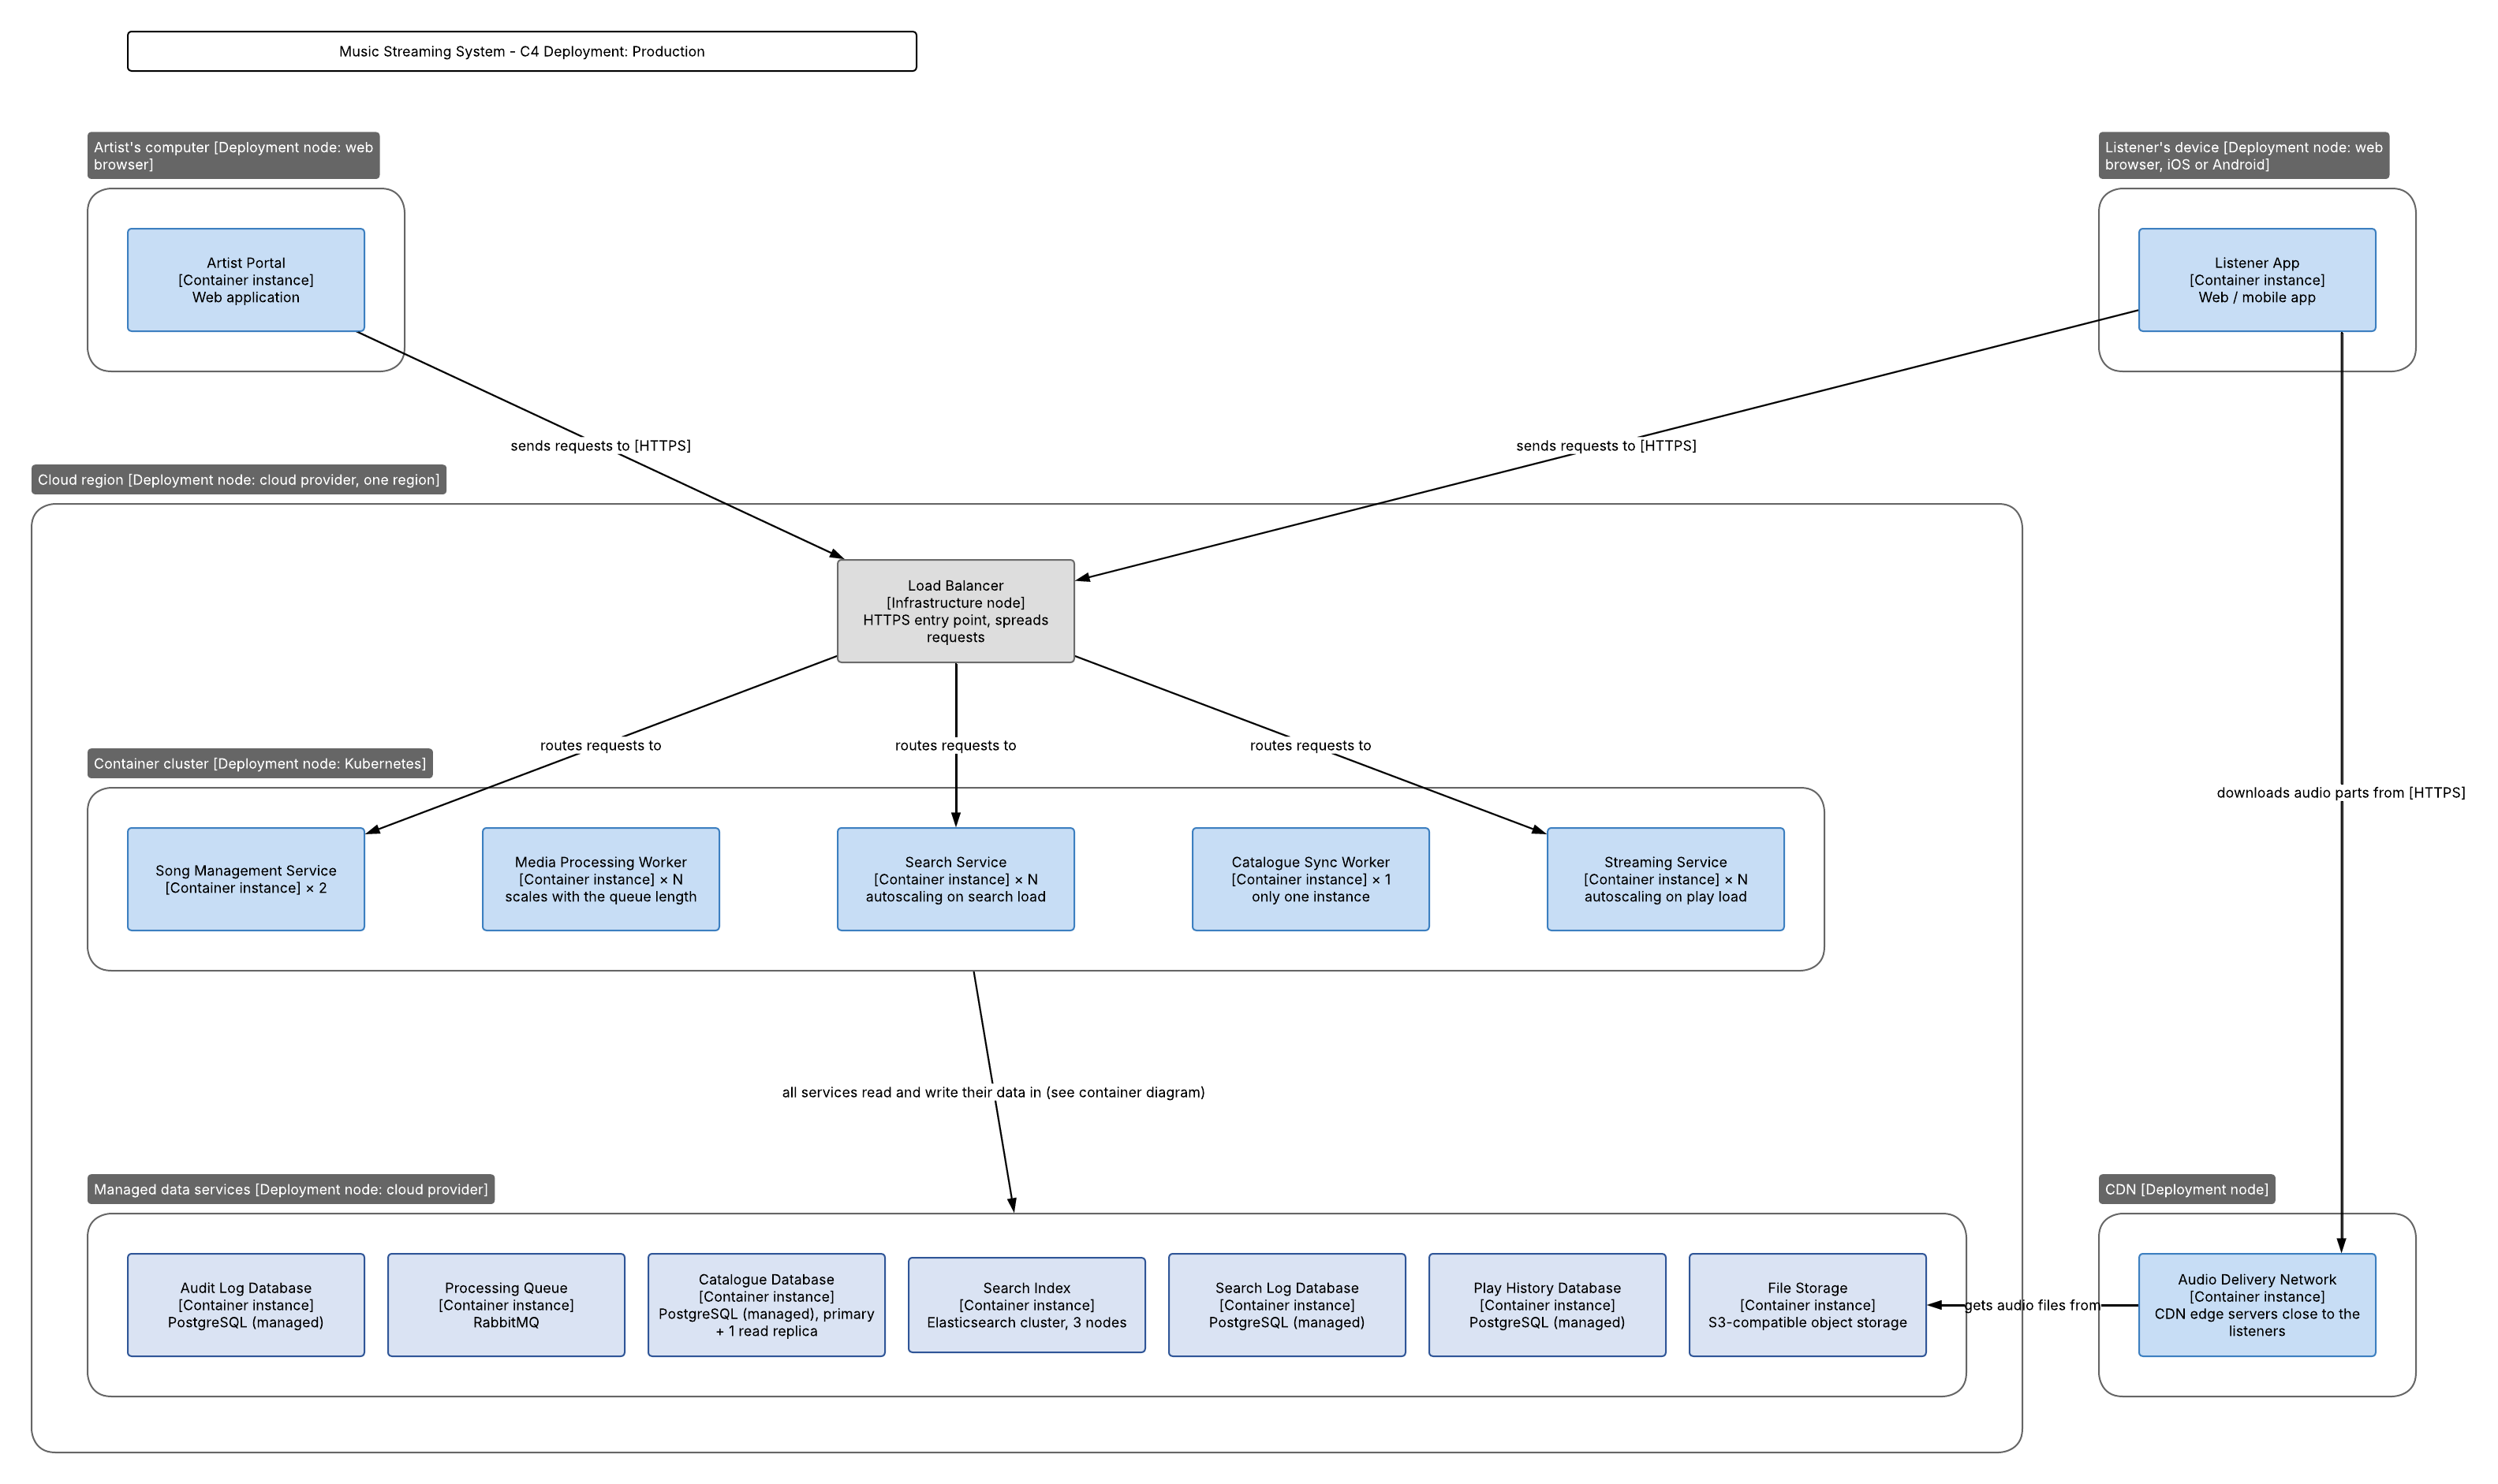 Music Streaming System - C4 Deployment: Production
Artist's computer [Deployment node: web
browser]
Listener's device [Deployment node: web
browser, iOS or Android]
Artist Portal
[Container instance]
Web application
Listener App
[Container instance]
Web / mobile app
sends requests to [HTTPS]
sends requests to [HTTPS]
Cloud region [Deployment node: cloud provider, one region]
Load Balancer
[Infrastructure node]
HTTPS entry point, spreads
requests
routes requests to
routes requests to
routes requests to
Container cluster [Deployment node: Kubernetes]
downloads audio parts from [HTTPS]
Song Management Service
[Container instance] × 2
Media Processing Worker
[Container instance] × N
scales with the queue length
Search Service
[Container instance] × N
autoscaling on search load
Catalogue Sync Worker
[Container instance] × 1
only one instance
Streaming Service
[Container instance] × N
autoscaling on play load
all services read and write their data in (see container diagram)
Managed data services [Deployment node: cloud provider]
CDN [Deployment node]
Audit Log Database
[Container instance]
PostgreSQL (managed)
Processing Queue
[Container instance]
RabbitMQ
Catalogue Database
[Container instance]
PostgreSQL (managed), primary
+ 1 read replica
Search Index
[Container instance]
Elasticsearch cluster, 3 nodes
Search Log Database
[Container instance]
PostgreSQL (managed)
Play History Database
[Container instance]
PostgreSQL (managed)
File Storage
[Container instance]
S3-compatible object storage
gets audio files from
Audio Delivery Network
[Container instance]
CDN edge servers close to the
listeners